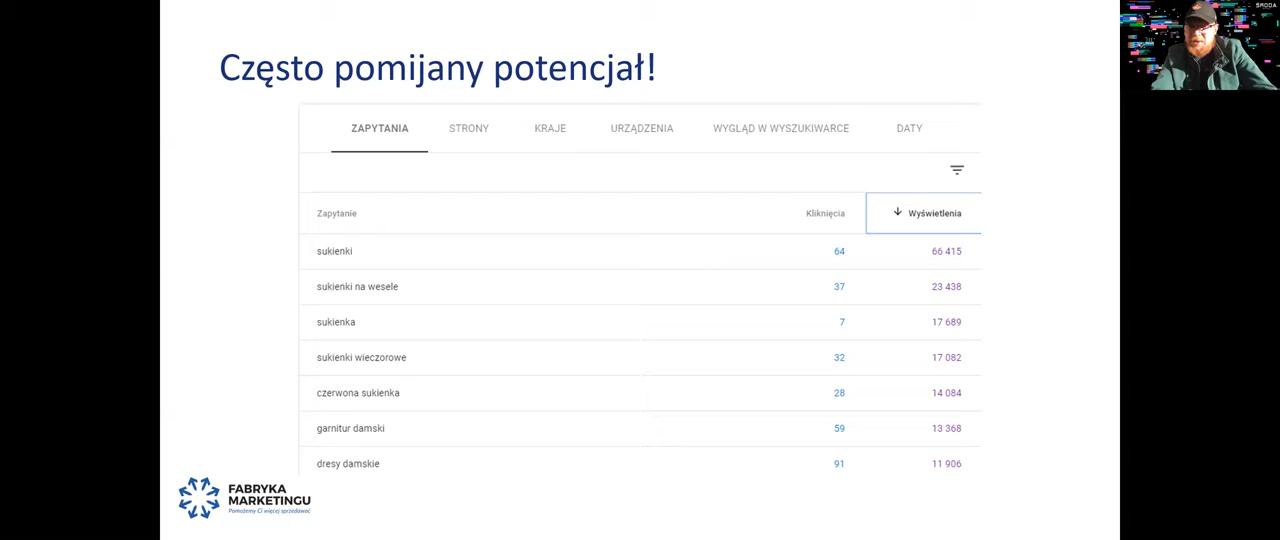 ŚRODA
Często pomijany potencjał!
ZAPYTANIA STRONY KRAJE URZĄDZENIA WYGLĄD W WYSZUKIWARCE DATY
Zapytanie Kliknięcia Wyświetlenia
sukienki 64 66 415
sukienki na wesele 37 23 438
sukienka 7 17 689
sukienki wieczorowe 32 17 082
czerwona sukienka 28 14 084
garnitur damski 59 13 368
dresy damskie 91 11 906
FABRYKA
MARKETINGU
Pomożemy Ci więcej sprzedawać